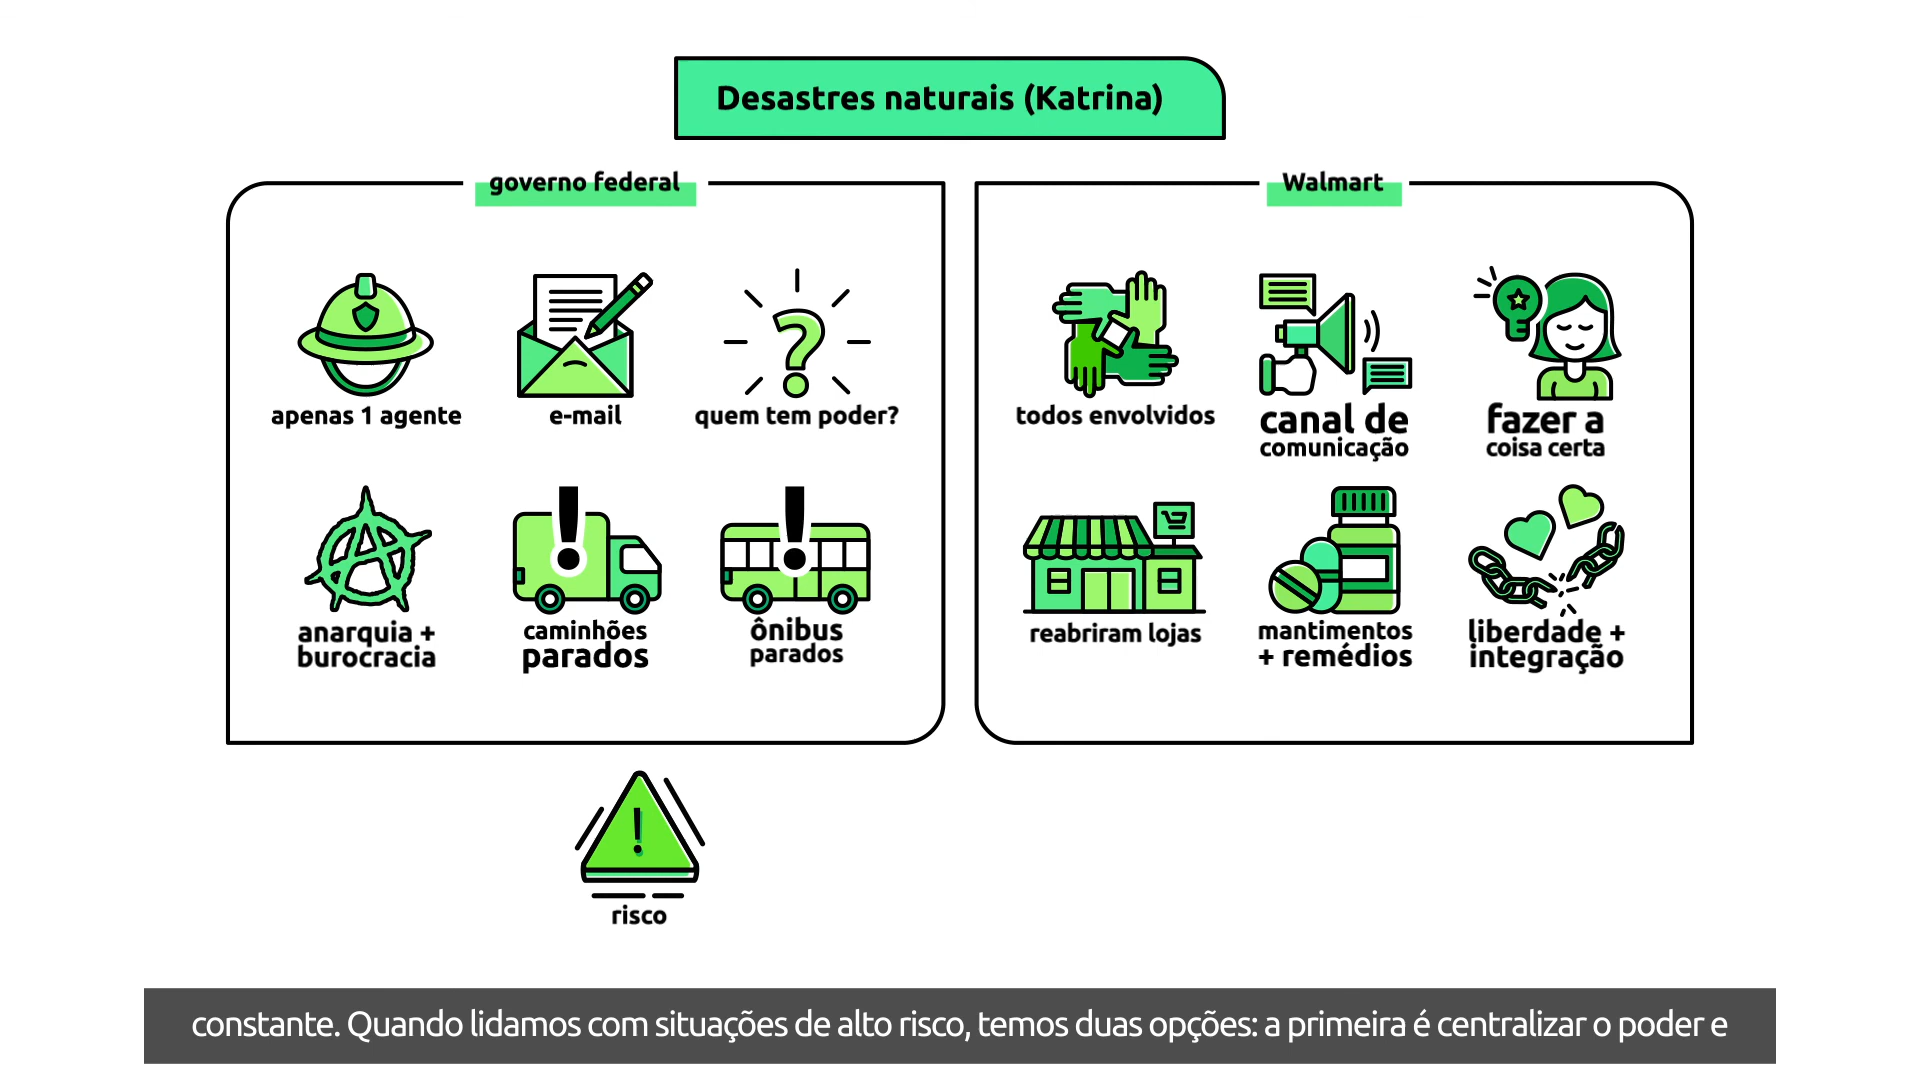 Desastres naturais (Katrina)
governo federal
apenas 1 agente
e-mail
quem tem poder?
anarquia +
burocracia
caminhões
parados
ônibus
parados
Walmart
todos envolvidos
canal de
comunicação
fazer a
coisa certa
reabriram lojas
mantimentos
+ remédios
liberdade +
integração
risco
constante. Quando lidamos com situações de alto risco, temos duas opções: a primeira é centralizar o poder e